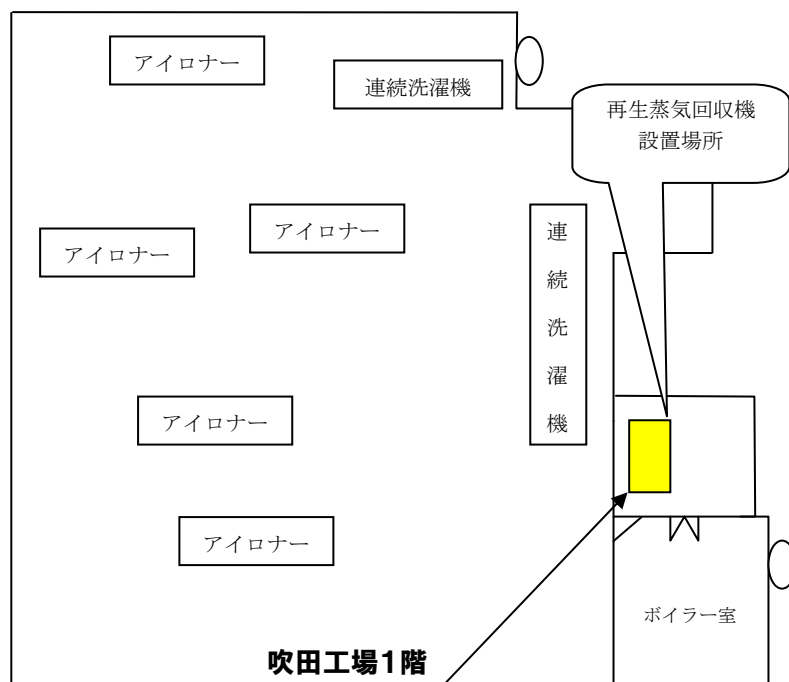 アイロナー
連続洗濯機
再生蒸気回収機
設置場所
アイロナー
アイロナー
連続洗濯機
アイロナー
アイロナー
ボイラー室
吹田工場1階